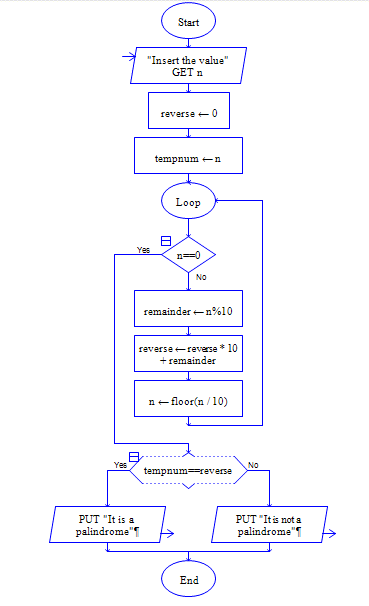 Start
"Insert the value"
GET n
reverse ← 0
tempnum ← n
Loop
Yes
n==0
No
remainder ← n%10
reverse ← reverse * 10
+ remainder
n ← floor(n / 10)
Yes
tempnum==reverse
No
PUT "It is a
palindrome"¶
PUT "It is not a
palindrome"¶
End